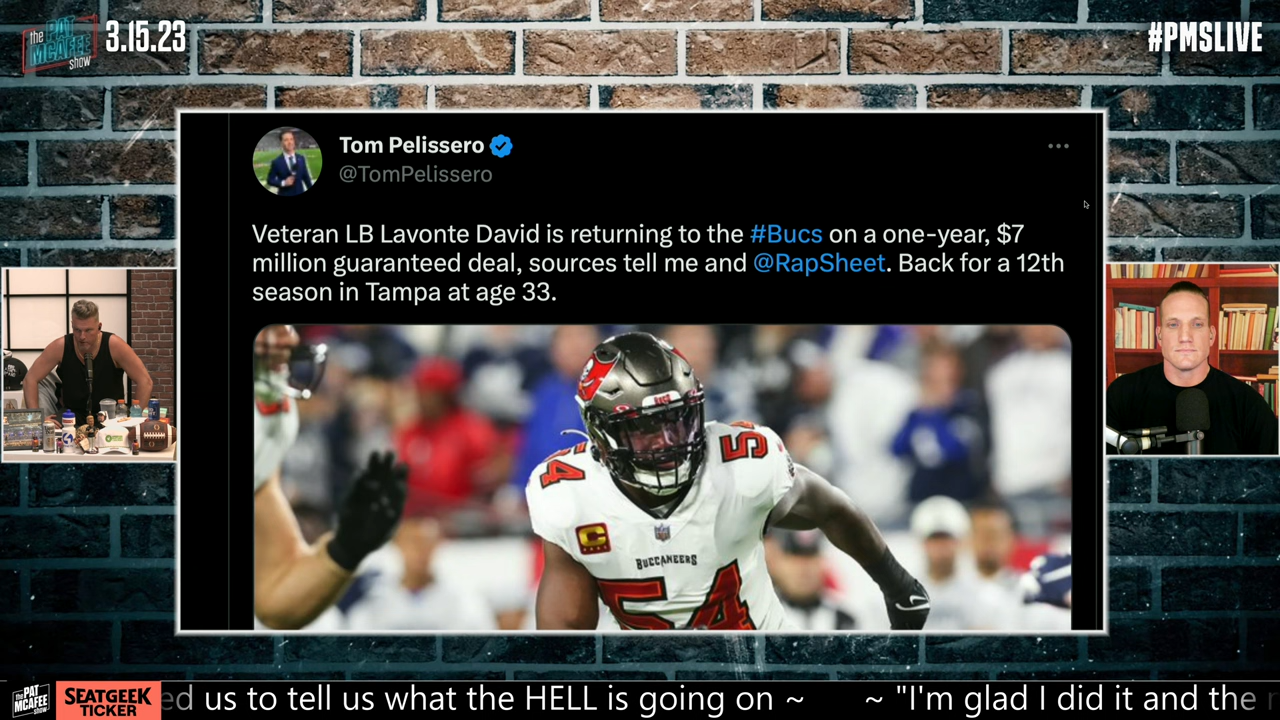 the PAT MCAFEE show
3.15.23
#PMSLIVE
Tom Pelissero
@TomPelissero
Veteran LB Lavonte David is returning to the #Bucs on a one-year, $7
million guaranteed deal, sources tell me and @RapSheet. Back for a 12th
season in Tampa at age 33.
54
5
C
BUCCANEERS
54
the PAT MCAFEE show
SEATGEEK
TICKER
ed us to tell us what the HELL is going on ~ ~ "I'm glad I did it and the